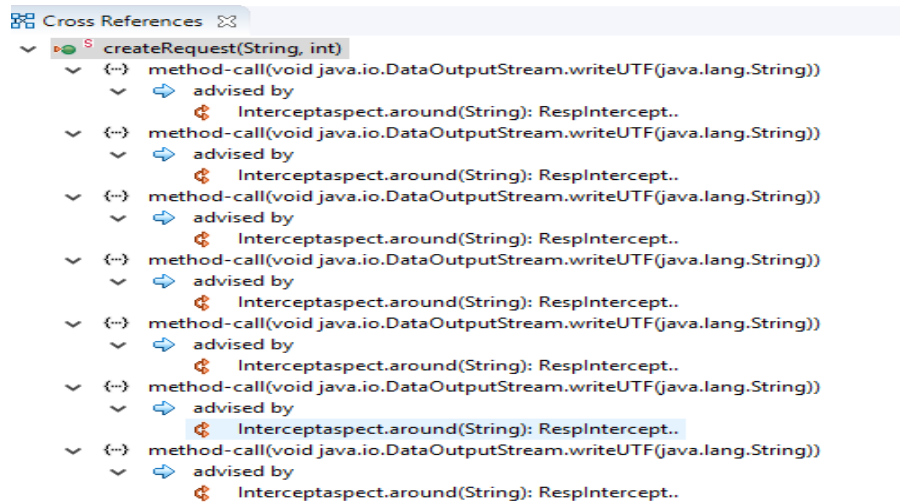 Cross References
S createRequest(String, int)
{...} method-call(void java.io.DataOutputStream.writeUTF(java.lang.String))
advised by
Interceptaspect.around(String): RespIntercept..
{...} method-call(void java.io.DataOutputStream.writeUTF(java.lang.String))
advised by
Interceptaspect.around(String): RespIntercept..
{...} method-call(void java.io.DataOutputStream.writeUTF(java.lang.String))
advised by
Interceptaspect.around(String): RespIntercept..
{...} method-call(void java.io.DataOutputStream.writeUTF(java.lang.String))
advised by
Interceptaspect.around(String): RespIntercept..
{...} method-call(void java.io.DataOutputStream.writeUTF(java.lang.String))
advised by
Interceptaspect.around(String): RespIntercept..
{...} method-call(void java.io.DataOutputStream.writeUTF(java.lang.String))
advised by
Interceptaspect.around(String): RespIntercept..
{...} method-call(void java.io.DataOutputStream.writeUTF(java.lang.String))
advised by
Interceptaspect.around(String): RespIntercept..